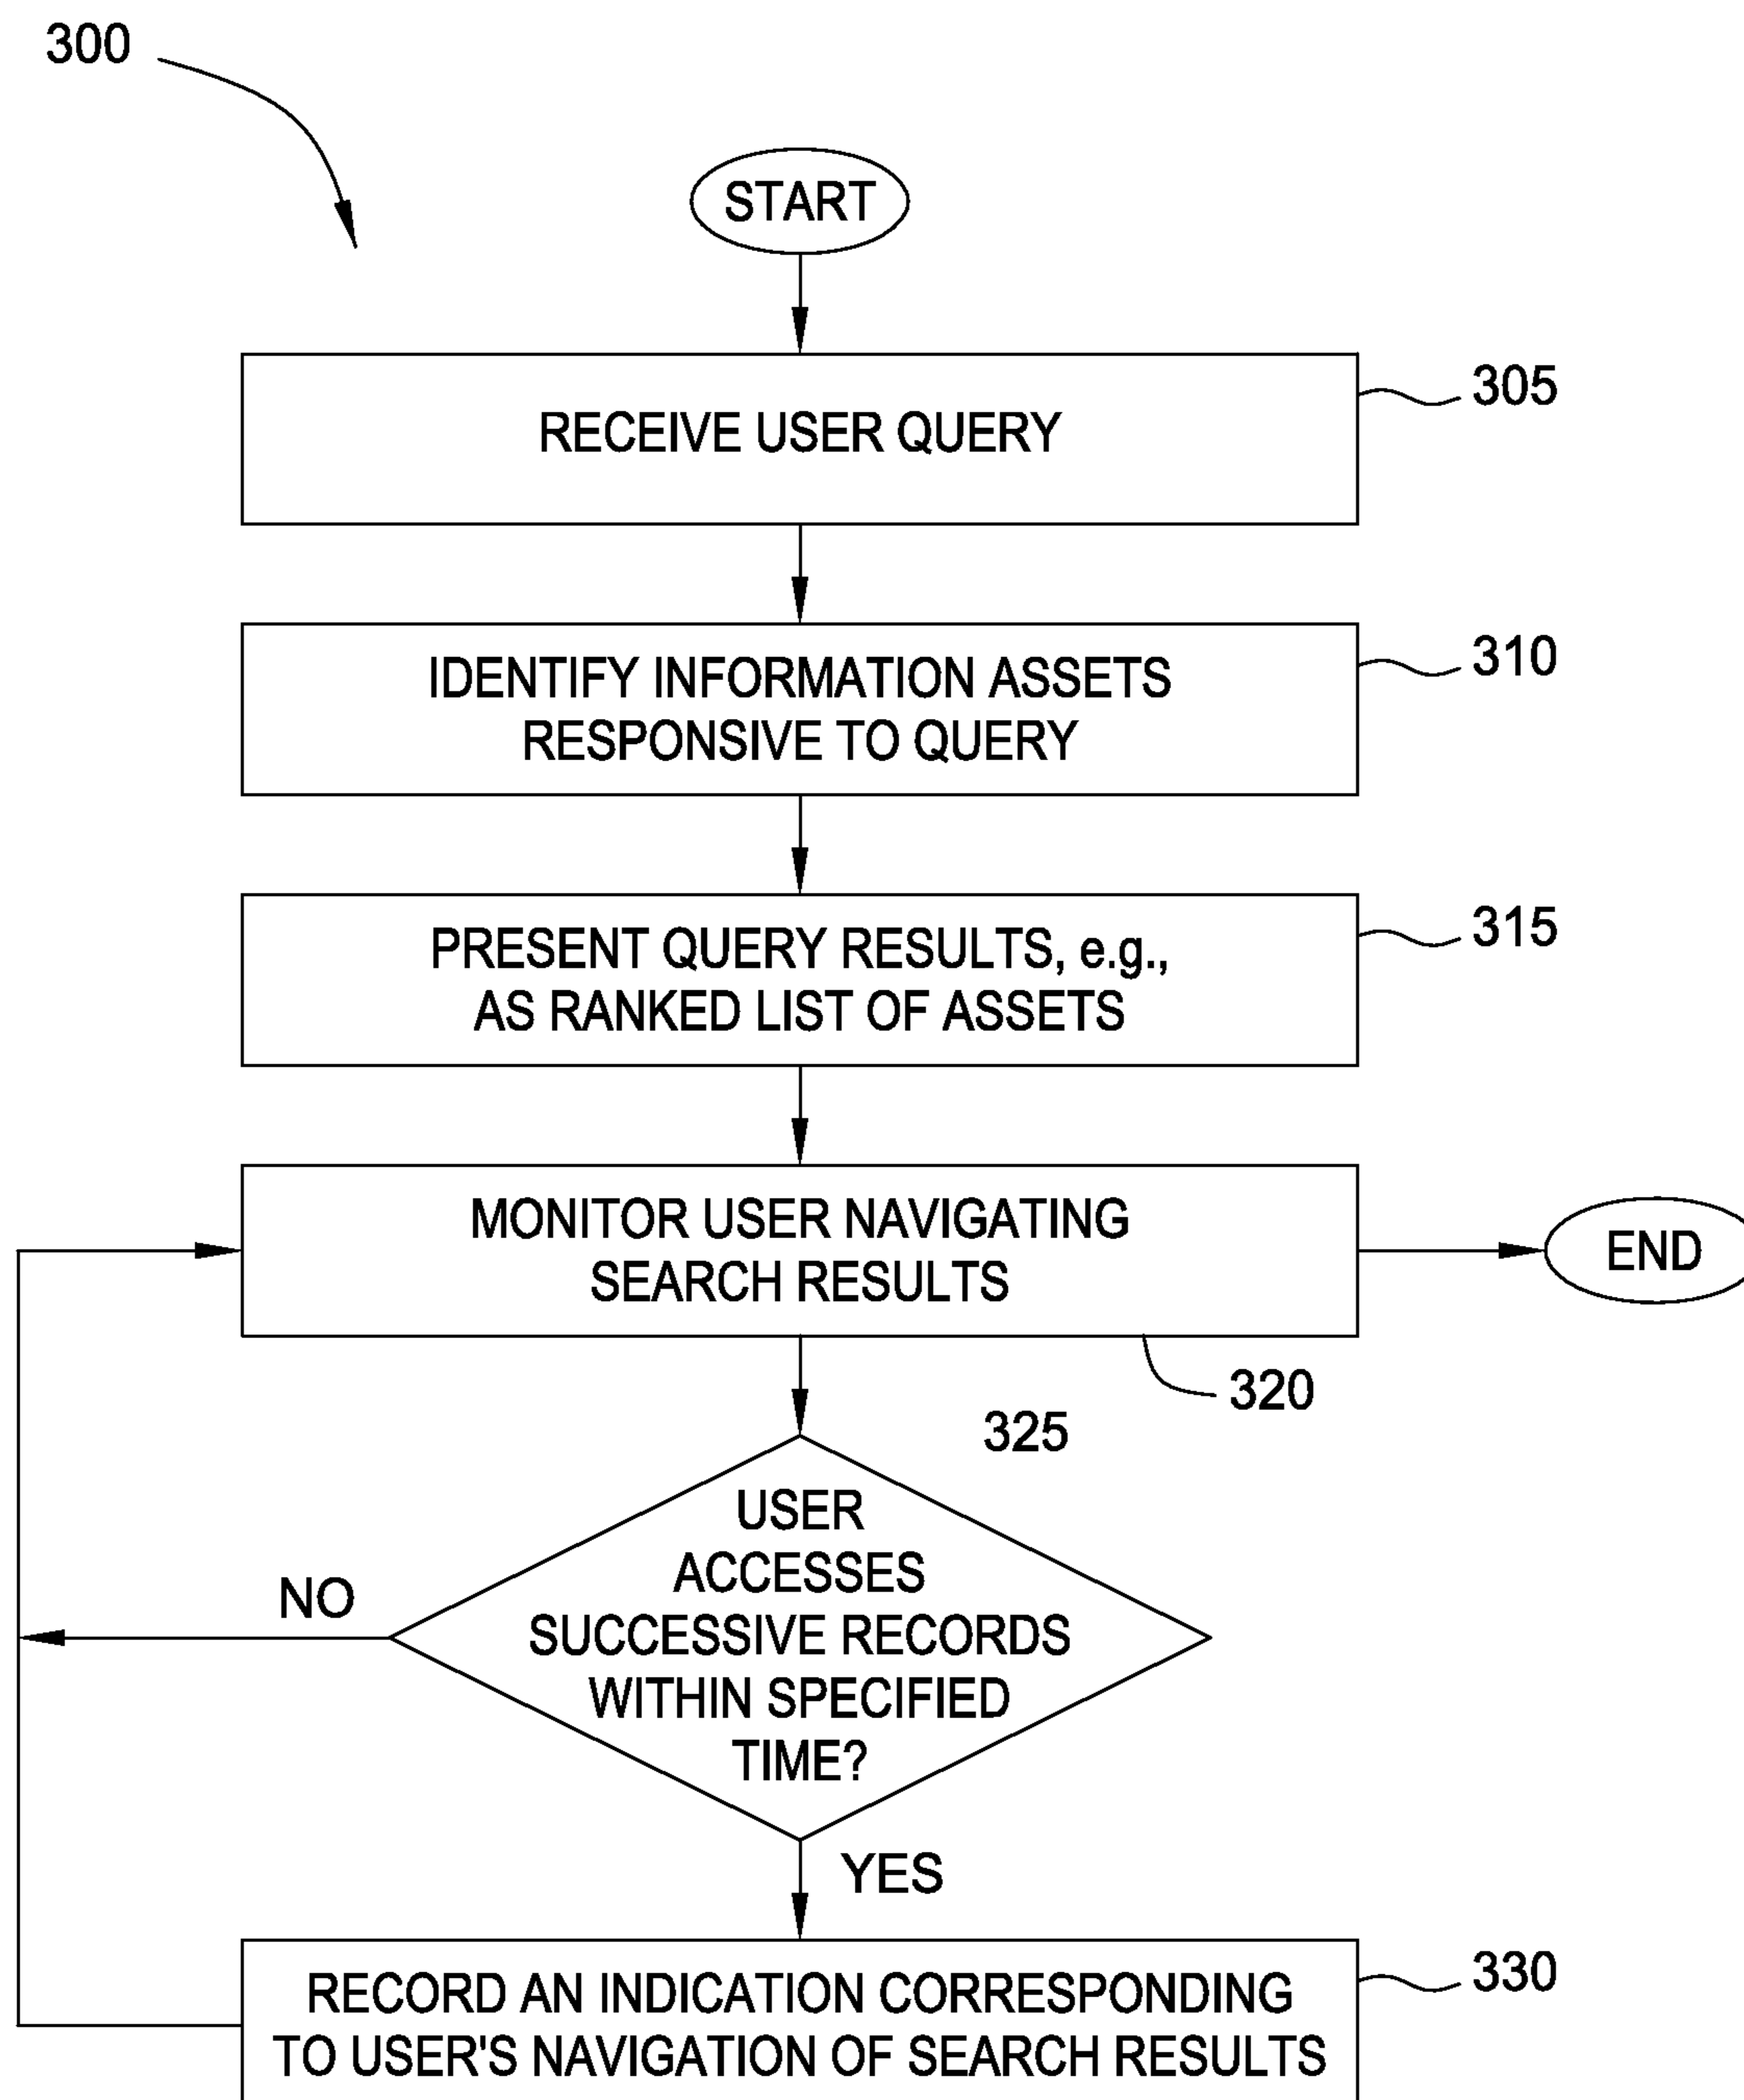 300
START
RECEIVE USER QUERY
305
IDENTIFY INFORMATION ASSETS
RESPONSIVE TO QUERY
310
PRESENT QUERY RESULTS, e.g.,
AS RANKED LIST OF ASSETS
315
MONITOR USER NAVIGATING
SEARCH RESULTS
END
320
325
USER
ACCESSES
SUCCESSIVE RECORDS
WITHIN SPECIFIED
TIME?
NO
YES
RECORD AN INDICATION CORRESPONDING
TO USER'S NAVIGATION OF SEARCH RESULTS
330